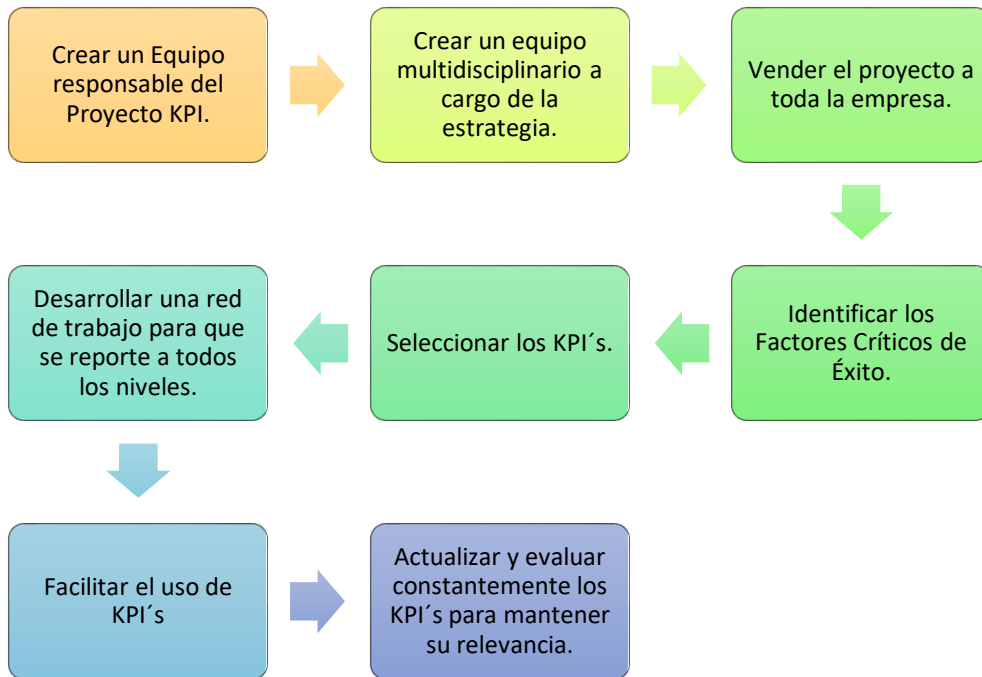 Crear un Equipo
responsable del
Proyecto KPI.
Crear un equipo
multidisciplinario a
cargo de la
estrategia.
Vender el proyecto a
toda la empresa.
Identificar los
Factores Críticos de
Éxito.
Seleccionar los KPI´s.
Desarrollar una red
de trabajo para que
se reporte a todos
los niveles.
Facilitar el uso de
KPI´s
Actualizar y evaluar
constantemente los
KPI´s para mantener
su relevancia.